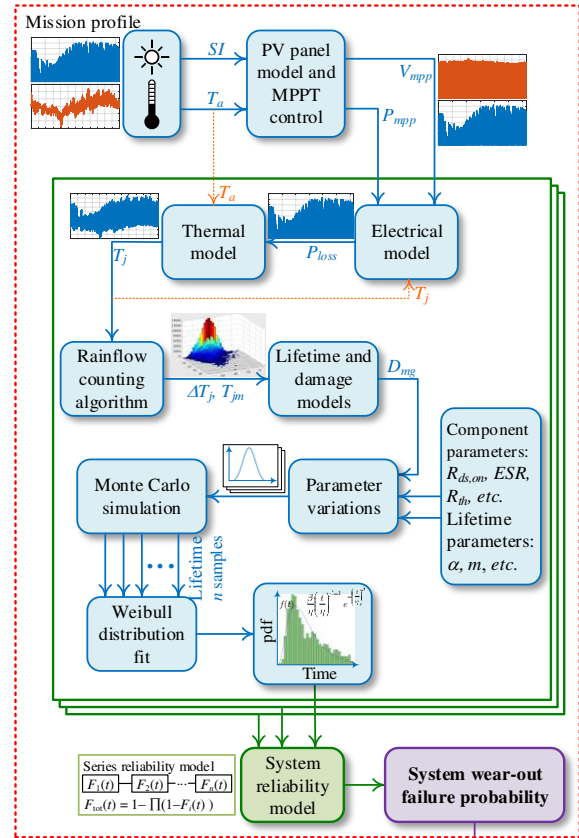 Mission profile
SI
T_a
PV panel
model and
MPPT
control
V_mpp
P_mpp
T_a
Thermal
model
P_loss
Electrical
model
T_j
T_j
Rainflow
counting
algorithm
ΔT_j, T_jm
Lifetime and
damage
models
D_mg
Component
parameters:
R_ds,on, ESR,
R_th, etc.
Lifetime
parameters:
α, m, etc.
Parameter
variations
Monte Carlo
simulation
Lifetime
n samples
Weibull
distribution
fit
pdf
f(t)
Time
Series reliability model
F_1(t) F_2(t) ··· F_n(t)
F_tot(t) = 1− ∏(1−F_i(t) )
System
reliability
model
System wear-out
failure probability